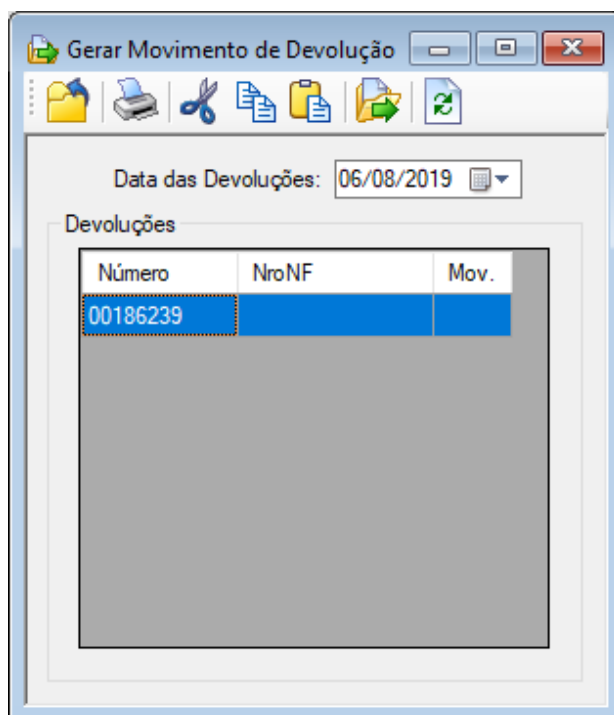 Gerar Movimento de Devolução
Data das Devoluções: 06/08/2019
Devoluções
Número NroNF Mov.
00186239